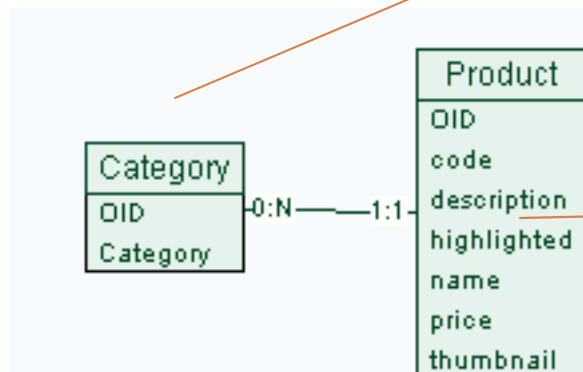 Category
OID
Category
0:N
1:1
Product
OID
code
description
highlighted
name
price
thumbnail